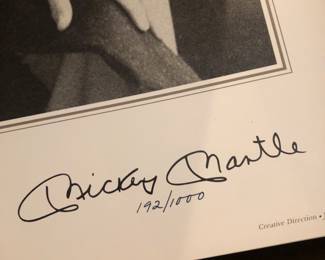 Mickey Mantle
192/1000
Creative Direction •